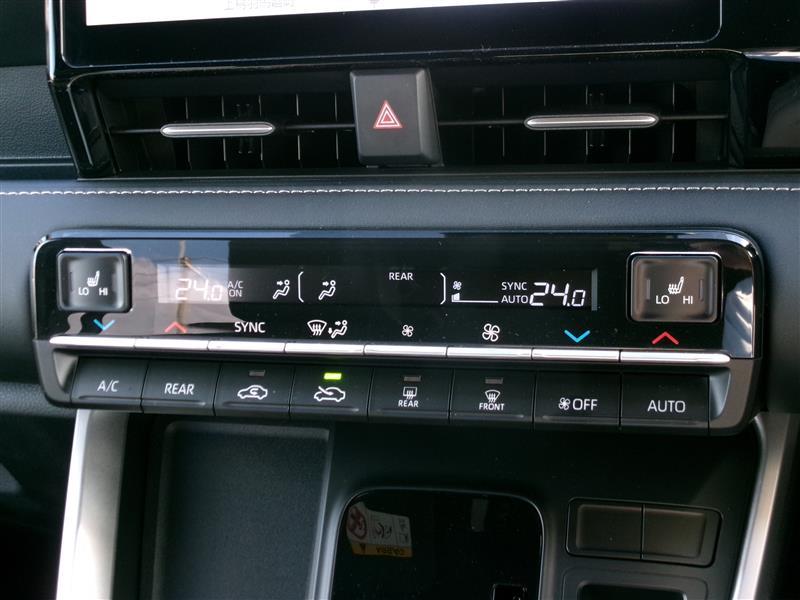 LO HI
24.0 A/C ON
REAR
SYNC AUTO 24.0
LO HI
SYNC
A/C
REAR
REAR
FRONT
OFF
AUTO